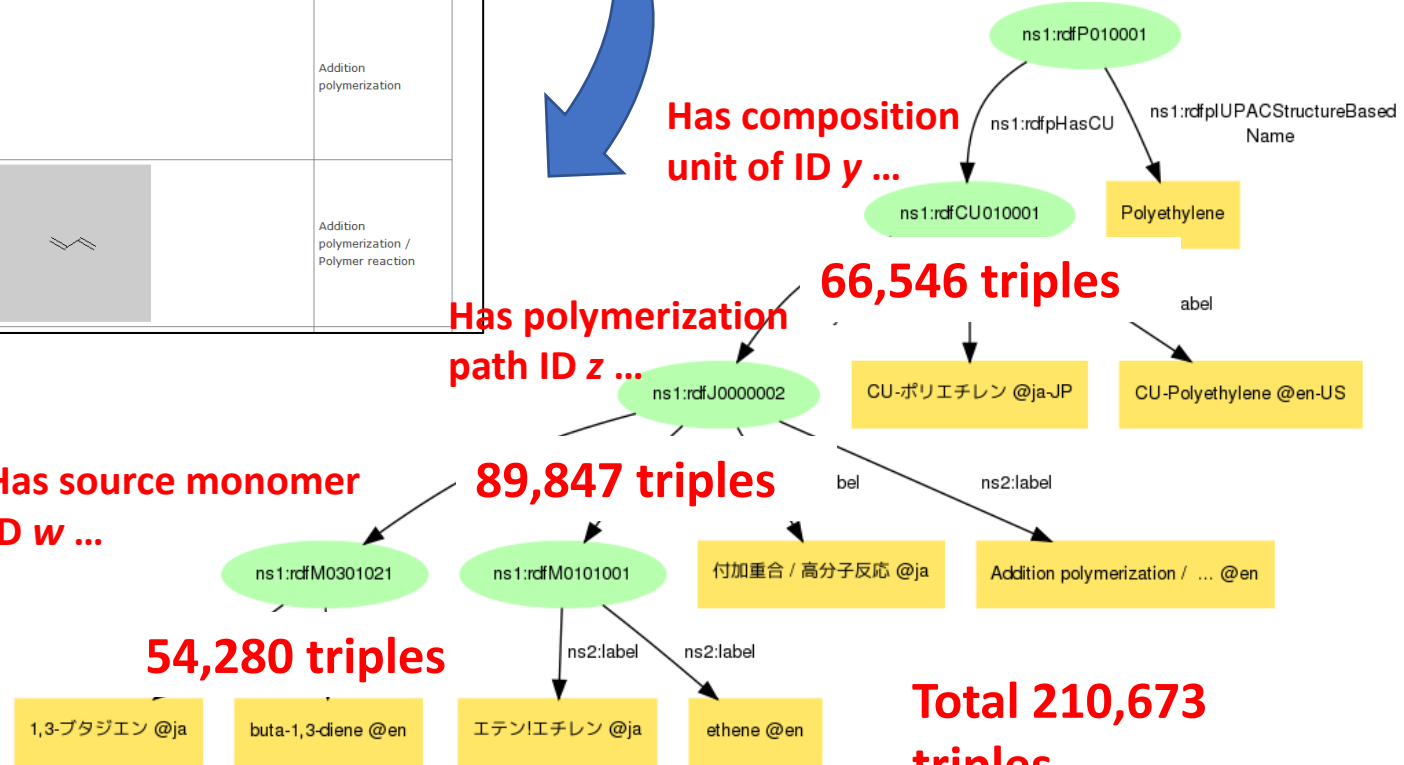 ns1:rdfP010001
Addition
polymerization
Has composition
unit of ID y ...
ns1:rdfpHasCU
ns1:rdfpIUPACStructureBased
Name
ns1:rdfCU010001
Polyethylene
Addition
polymerization /
Polymer reaction
66,546 triples
abel
Has polymerization
path ID z ...
ns1:rdfJ0000002
CU-ポリエチレン @ja-JP
CU-Polyethylene @en-US
Has source monomer
ID w ...
89,847 triples
bel
ns2:label
ns1:rdfM0301021
ns1:rdfM0101001
付加重合 / 高分子反応 @ja
Addition polymerization / ... @en
54,280 triples
ns2:label
ns2:label
1,3-ブタジエン @ja
buta-1,3-diene @en
エテン!エチレン @ja
ethene @en
Total 210,673
triples